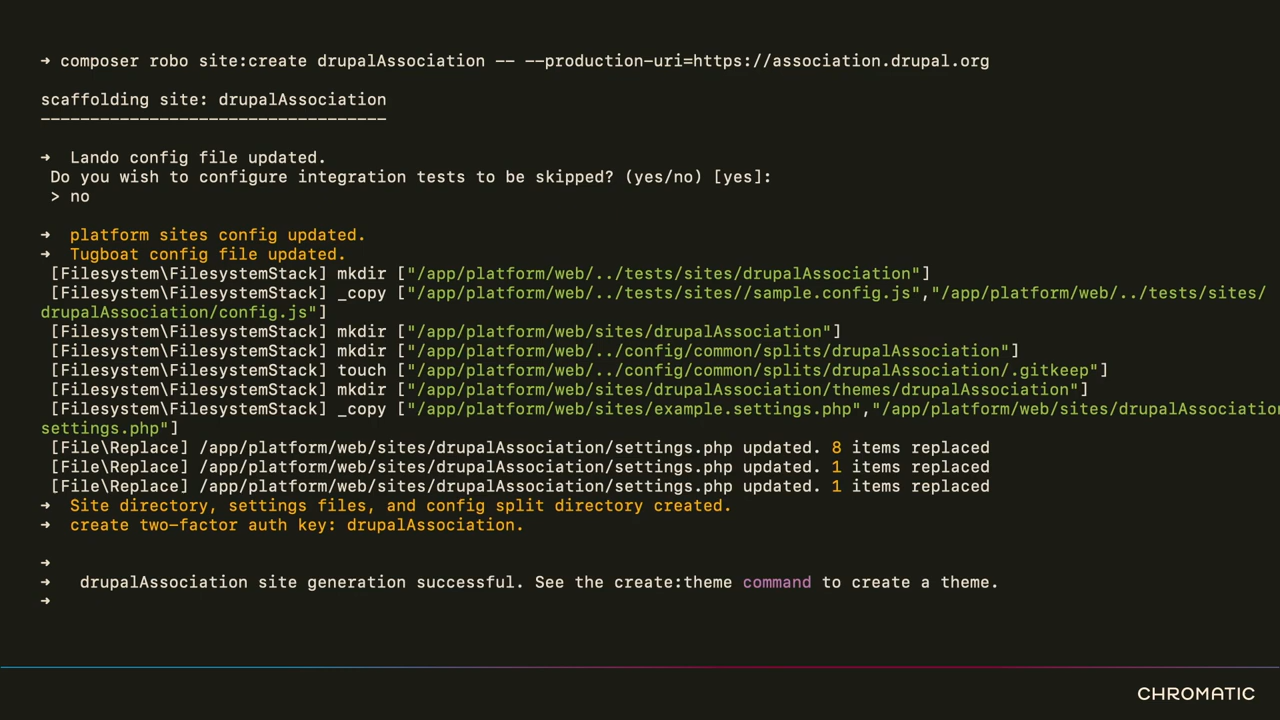 ➜ composer robo site:create drupalAssociation -- --production-uri=https://association.drupal.org
scaffolding site: drupalAssociation
-----------------------------------
➜  Lando config file updated.
Do you wish to configure integration tests to be skipped? (yes/no) [yes]:
> no
➜  platform sites config updated.
➜  Tugboat config file updated.
[Filesystem\FilesystemStack] mkdir ["/app/platform/web/../tests/sites/drupalAssociation"]
[Filesystem\FilesystemStack] _copy ["/app/platform/web/../tests/sites//sample.config.js","/app/platform/web/../tests/sites/
drupalAssociation/config.js"]
[Filesystem\FilesystemStack] mkdir ["/app/platform/web/sites/drupalAssociation"]
[Filesystem\FilesystemStack] mkdir ["/app/platform/web/../config/common/splits/drupalAssociation"]
[Filesystem\FilesystemStack] touch ["/app/platform/web/../config/common/splits/drupalAssociation/.gitkeep"]
[Filesystem\FilesystemStack] mkdir ["/app/platform/web/sites/drupalAssociation/themes/drupalAssociation"]
[Filesystem\FilesystemStack] _copy ["/app/platform/web/sites/example.settings.php","/app/platform/web/sites/drupalAssociation
settings.php"]
[File\Replace] /app/platform/web/sites/drupalAssociation/settings.php updated. 8 items replaced
[File\Replace] /app/platform/web/sites/drupalAssociation/settings.php updated. 1 items replaced
[File\Replace] /app/platform/web/sites/drupalAssociation/settings.php updated. 1 items replaced
➜  Site directory, settings files, and config split directory created.
➜  create two-factor auth key: drupalAssociation.
➜
➜   drupalAssociation site generation successful. See the create:theme command to create a theme.
➜
CHROMATIC